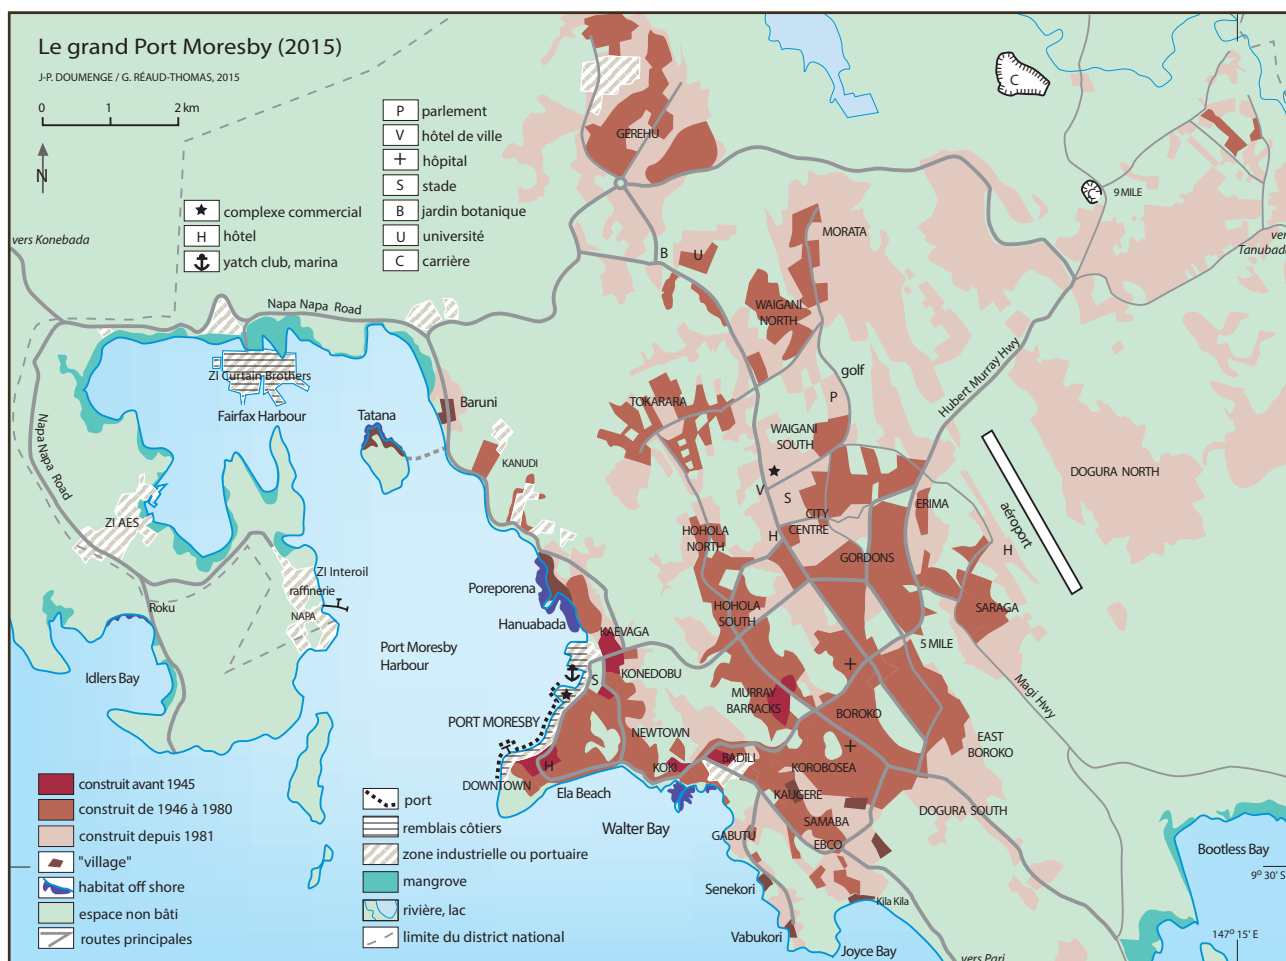 Le grand Port Moresby (2015)
J-P. DOUMENGE / G. RÉAUD-THOMAS, 2015
0 1 2 km
N
P parlement
V hôtel de ville
+ hôpital
S stade
B jardin botanique
U université
C carrière
complexe commercial
H hôtel
yatch club, marina
GEREHU
C
C
9 MILE
vers Konebada
ver
Tanubada
MORATA
B
U
Napa Napa Road
WAIGANI
NORTH
Hubert Murray Hwy
golf
ZI Curtain Brothers
Fairfax Harbour
Tatana
Baruni
TOKARARA
P
WAIGANI
SOUTH
Napa Napa Road
KANUDI
DOGURA NORTH
V
S
CITY
CENTRE
ERIMA
aéroport
ZI AES
HOHOLA
NORTH
H
H
GORDONS
ZI Interoil
raffinerie
NAPA
Poreporena
Roku
Hanuabada
HOHOLA
SOUTH
SARAGA
KAEVAGA
Port Moresby
Harbour
5 MILE
+
Idlers Bay
S
KONEDOBU
MURRAY
BARRACKS
Magi Hwy
BOROKO
PORT MORESBY
NEWTOWN
EAST
BOROKO
+
H
KOKI
BADILI
KOROBOSEA
DOWNTOWN
Ela Beach
KAUGERE
DOGURA SOUTH
Walter Bay
SAMABA
GABUTU
EBCO
Bootless Bay
9° 30' S
Senekori
Kila Kila
Vabukori
Joyce Bay
147° 15' E
vers Pari
construit avant 1945
construit de 1946 à 1980
construit depuis 1981
"village"
habitat off shore
espace non bâti
routes principales
port
remblais côtiers
zone industrielle ou portuaire
mangrove
rivière, lac
limite du district national